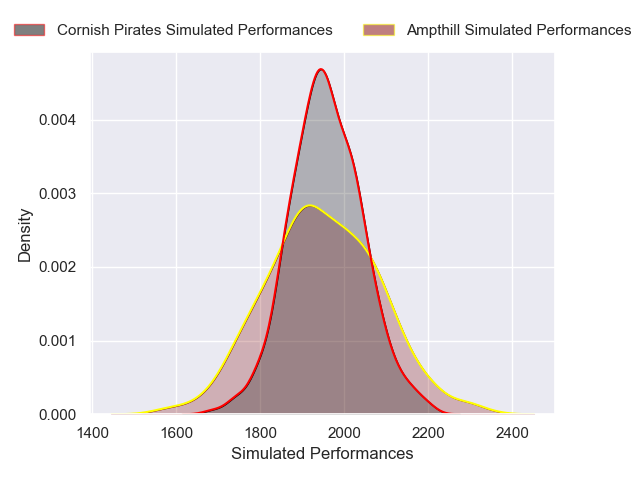 Cornish Pirates Simulated Performances
Ampthill Simulated Performances
0.004
0.003
0.002
0.001
0.000
Density
1400 1600 1800 2000 2200 2400
Simulated Performances